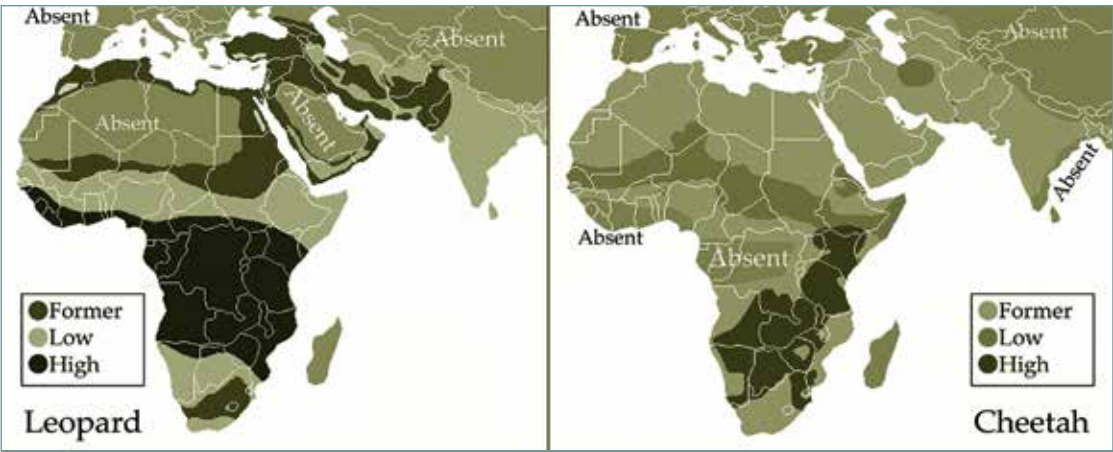 Absent
Absent
Absent
Absent
Former
Low
High
Leopard
Absent
?
Absent
Absent
Absent
Absent
Former
Low
High
Cheetah